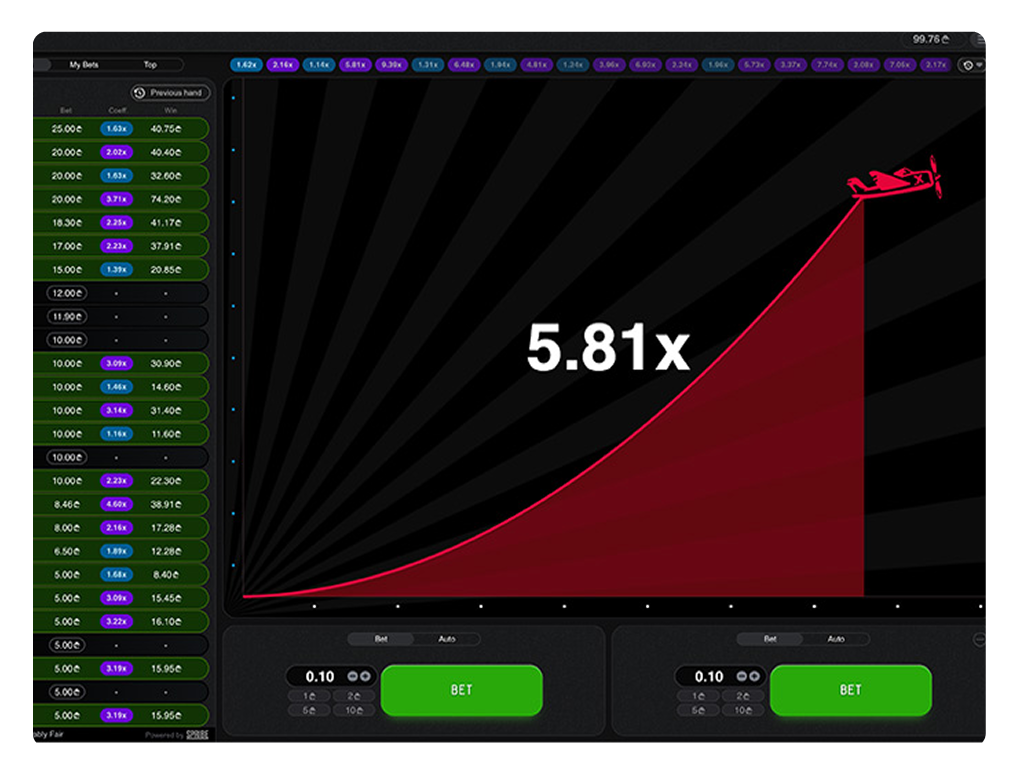 99.76₾
My Bets Top
1.62x 2.16x 1.14x 5.81x 9.39x 1.31x 6.48x 1.94x 4.81x 1.24x 3.96x 6.93x 2.24x 1.96x 5.73x 3.37x 7.74x 2.08x 7.05x 2.17x
Previous hand
Bet Coeff. Win
25.00₾ 1.63x 40.75₾
20.00₾ 2.02x 40.40₾
20.00₾ 1.63x 32.60₾
20.00₾ 3.71x 74.20₾
18.30₾ 2.25x 41.17₾
17.00₾ 2.23x 37.91₾
15.00₾ 1.39x 20.85₾
12.00₾ - -
11.90₾ - -
10.00₾ - -
10.00₾ 3.09x 30.90₾
10.00₾ 1.46x 14.60₾
10.00₾ 3.14x 31.40₾
10.00₾ 1.16x 11.60₾
10.00₾ - -
10.00₾ 2.23x 22.30₾
8.46₾ 4.60x 38.91₾
8.00₾ 2.16x 17.28₾
6.50₾ 1.89x 12.28₾
5.00₾ 1.68x 8.40₾
5.00₾ 3.09x 15.45₾
5.00₾ 3.22x 16.10₾
5.00₾ - -
5.00₾ 3.19x 15.95₾
5.00₾ - -
5.00₾ 3.19x 15.95₾
ably Fair Powered by SPRIBE
5.81x
X
Bet Auto
0.10
1₾ 2₾
5₾ 10₾
BET
Bet Auto
0.10
1₾ 2₾
5₾ 10₾
BET